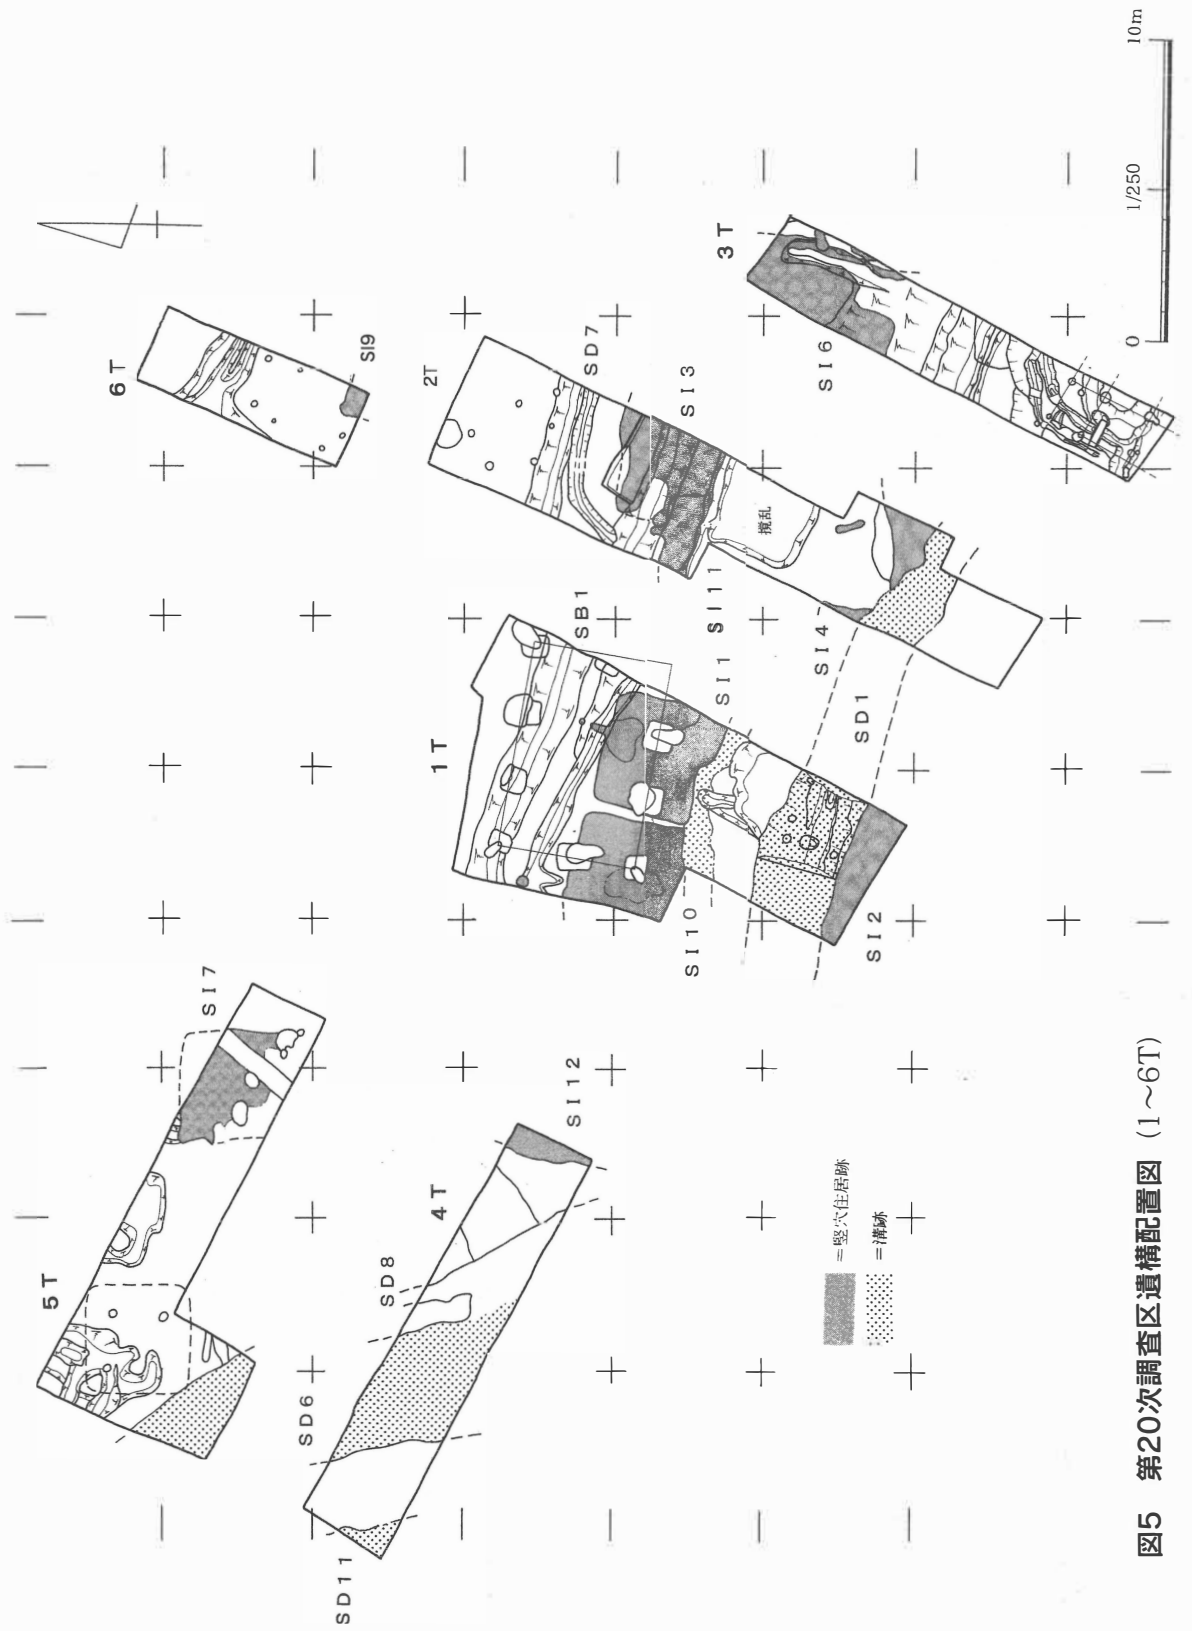 5T
SI7
6T
SI9
4T
SD8
SD6
SD11
SI12
1T
SB1
SI11
SI1
SI10
SI2
SD1
SI4
2T
SD7
SI3
攪乱
3T
SI6
=竪穴住居跡
=溝跡
0
1/250
10m
図5 第20次調査区遺構配置図(1〜6T)